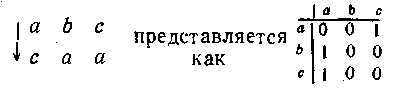 a b c
c a a
представляется
как
a b c
a 0 0 1
b 1 0 0
c 1 0 0